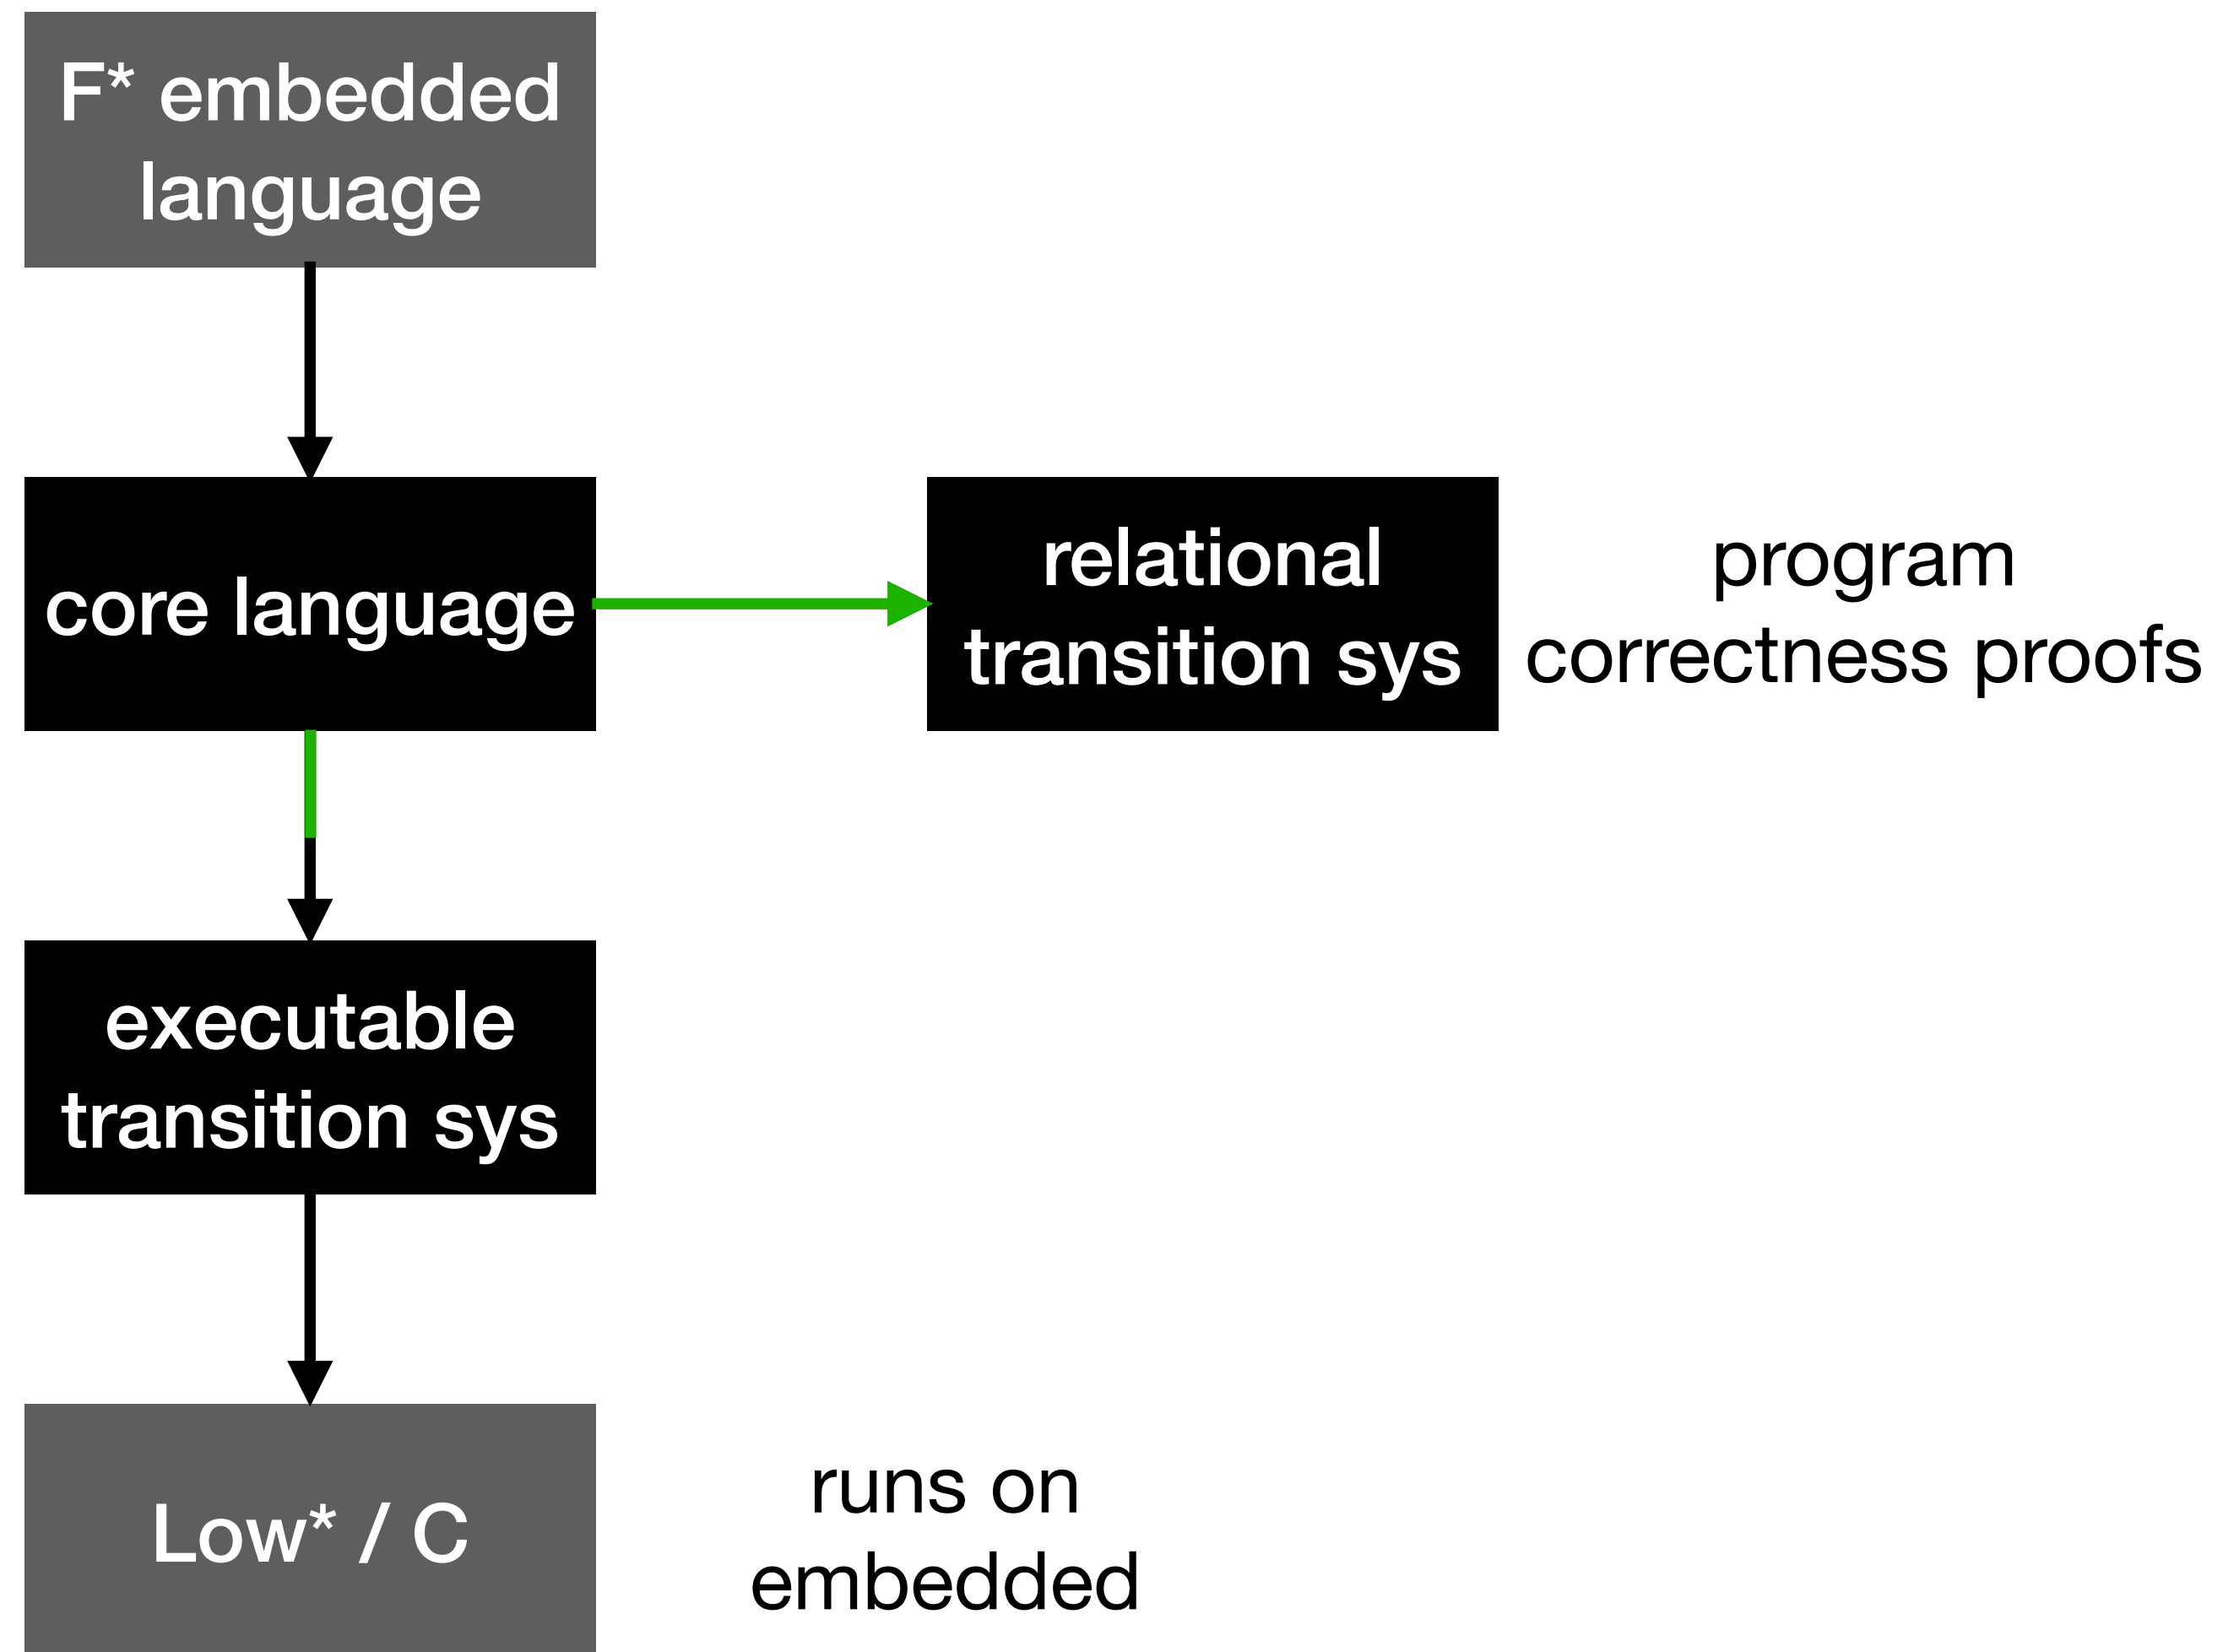 F* embedded
language
core language
relational
transition sys
program
correctness proofs
executable
transition sys
Low* / C
runs on
embedded